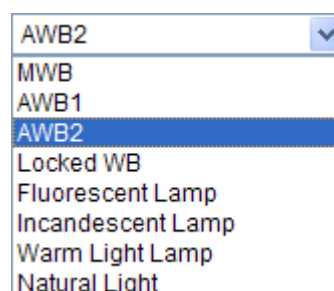 AWB2
MWB
AWB1
AWB2
Locked WB
Fluorescent Lamp
Incandescent Lamp
Warm Light Lamp
Natural Light